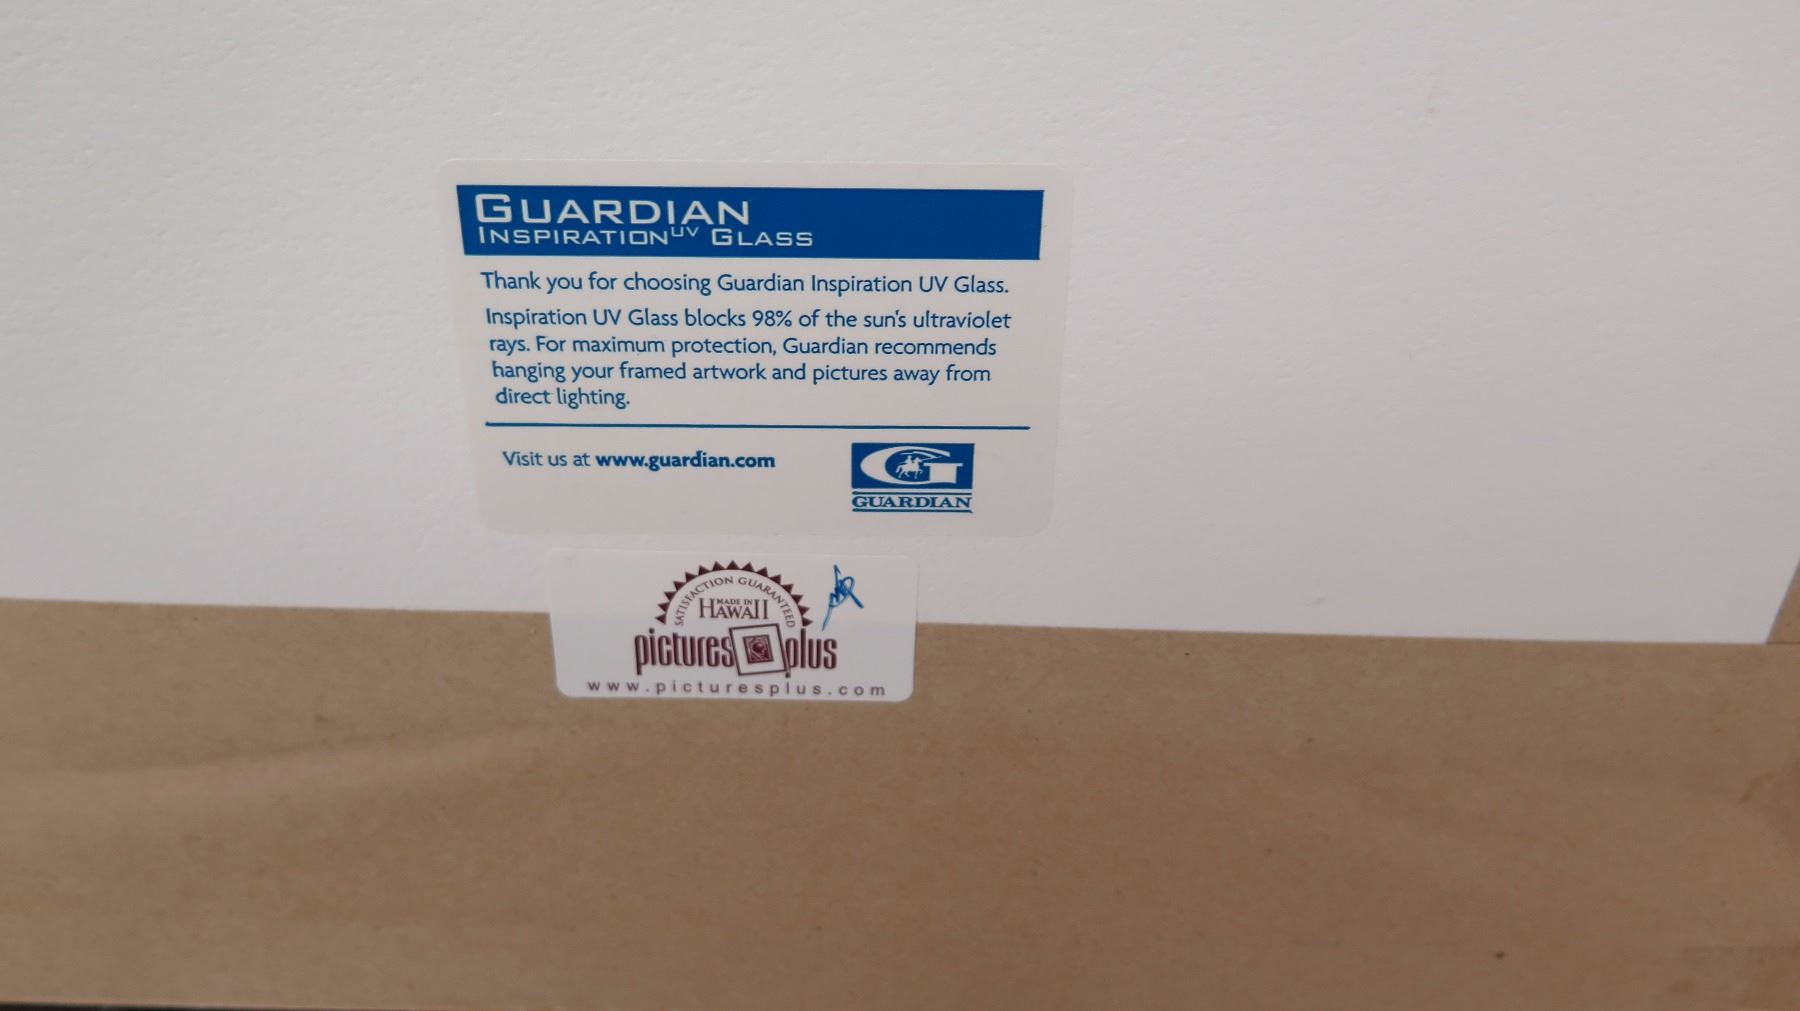 GUARDIAN
INSPIRATIONUV GLASS
Thank you for choosing Guardian Inspiration UV Glass.
Inspiration UV Glass blocks 98% of the sun's ultraviolet
rays. For maximum protection, Guardian recommends
hanging your framed artwork and pictures away from
direct lighting.
Visit us at www.guardian.com
G
GUARDIAN
SATISFACTION GUARANTEED
MADE IN
HAWAII
pictures plus
www.picturesplus.com